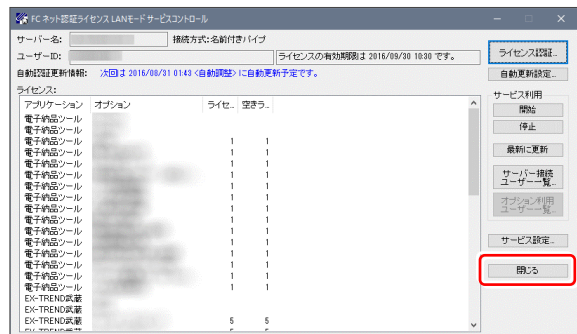 FC ネット認証ライセンス LANモード サービスコントロール
サーバー名:
接続方式:名前付きパイプ
ユーザーID:
ライセンスの有効期限は 2016/09/30 10:30 です。
自動認証更新情報: 次回は 2016/08/31 01:43 <自動調整> に自動更新予定です。
ライセンス:
アプリケーション オプション ライセ... 空きラ...
電子納品ツール
電子納品ツール
電子納品ツール 1 1
電子納品ツール 1 1
電子納品ツール 1 1
電子納品ツール 1 1
電子納品ツール 1 1
電子納品ツール 1 1
電子納品ツール 1 1
電子納品ツール 1 1
電子納品ツール 1 1
電子納品ツール 1 1
電子納品ツール 1 1
電子納品ツール 1 1
電子納品ツール 1 1
電子納品ツール 1 1
EX-TREND武蔵
EX-TREND武蔵
EX-TREND武蔵 5 5
ライセンス認証...
自動更新設定...
サービス利用
開始
停止
最新に更新
サーバー接続
ユーザー一覧...
オプション利用
ユーザー一覧...
サービス設定...
閉じる